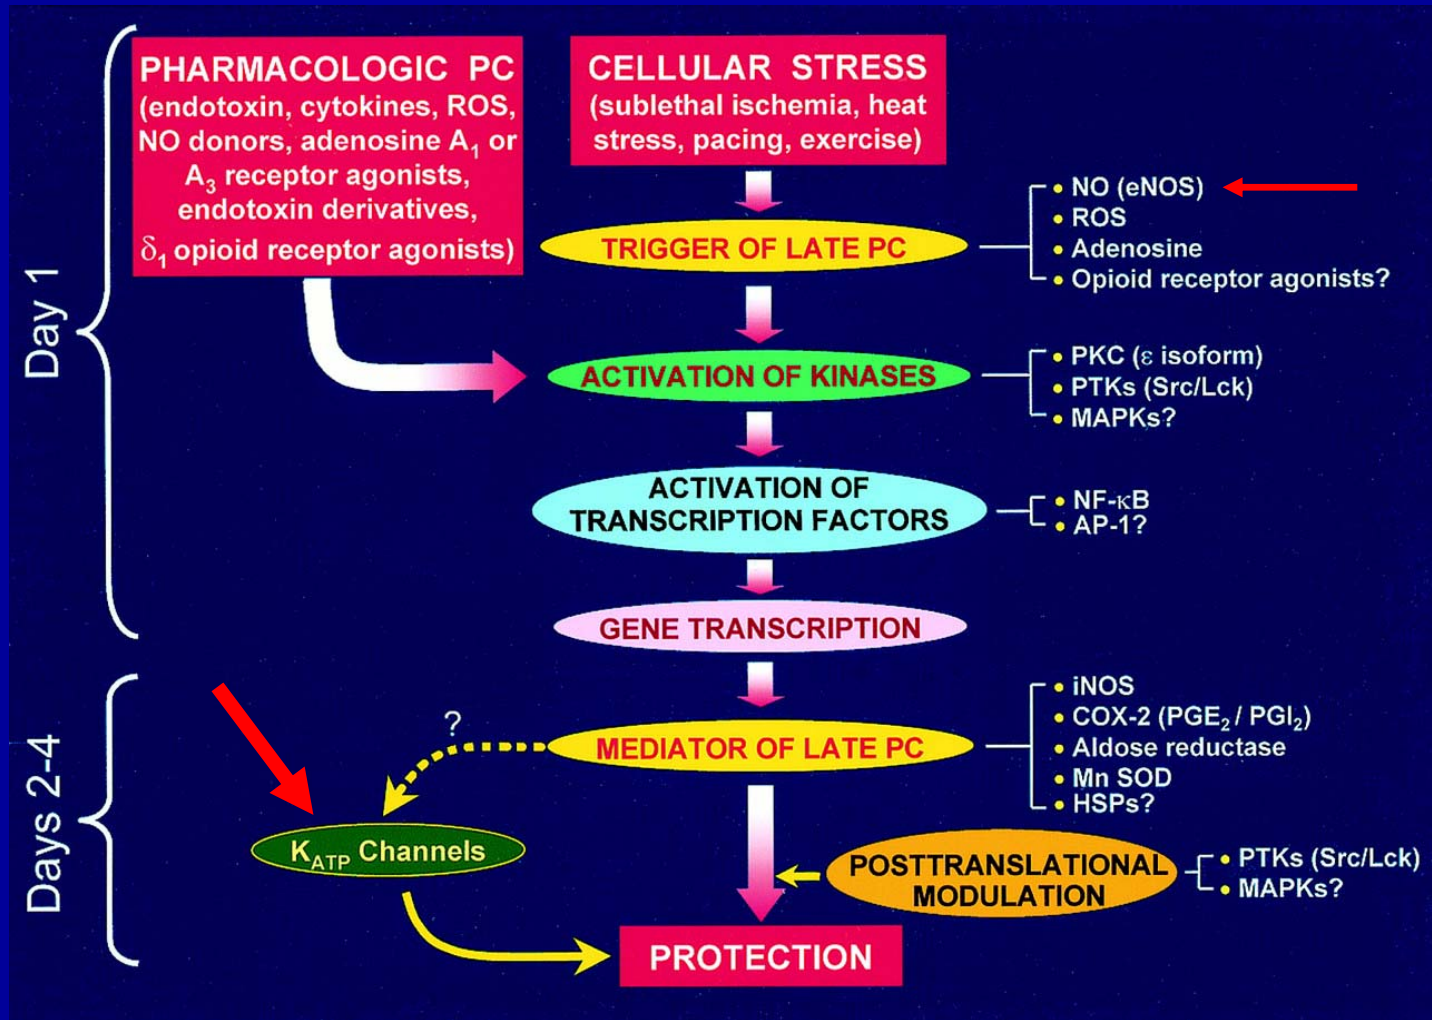 Day 1
PHARMACOLOGIC PC
(endotoxin, cytokines, ROS,
NO donors, adenosine A₁ or
A₃ receptor agonists,
endotoxin derivatives,
δ₁ opioid receptor agonists)
CELLULAR STRESS
(sublethal ischemia, heat
stress, pacing, exercise)
TRIGGER OF LATE PC
• NO (eNOS)
• ROS
• Adenosine
• Opioid receptor agonists?
ACTIVATION OF KINASES
• PKC (ε isoform)
• PTKs (Src/Lck)
• MAPKs?
ACTIVATION OF
TRANSCRIPTION FACTORS
• NF-κB
• AP-1?
GENE TRANSCRIPTION
Days 2-4
?
MEDIATOR OF LATE PC
• iNOS
• COX-2 (PGE₂ / PGI₂)
• Aldose reductase
• Mn SOD
• HSPs?
K_ATP Channels
POSTTRANSLATIONAL
MODULATION
• PTKs (Src/Lck)
• MAPKs?
PROTECTION